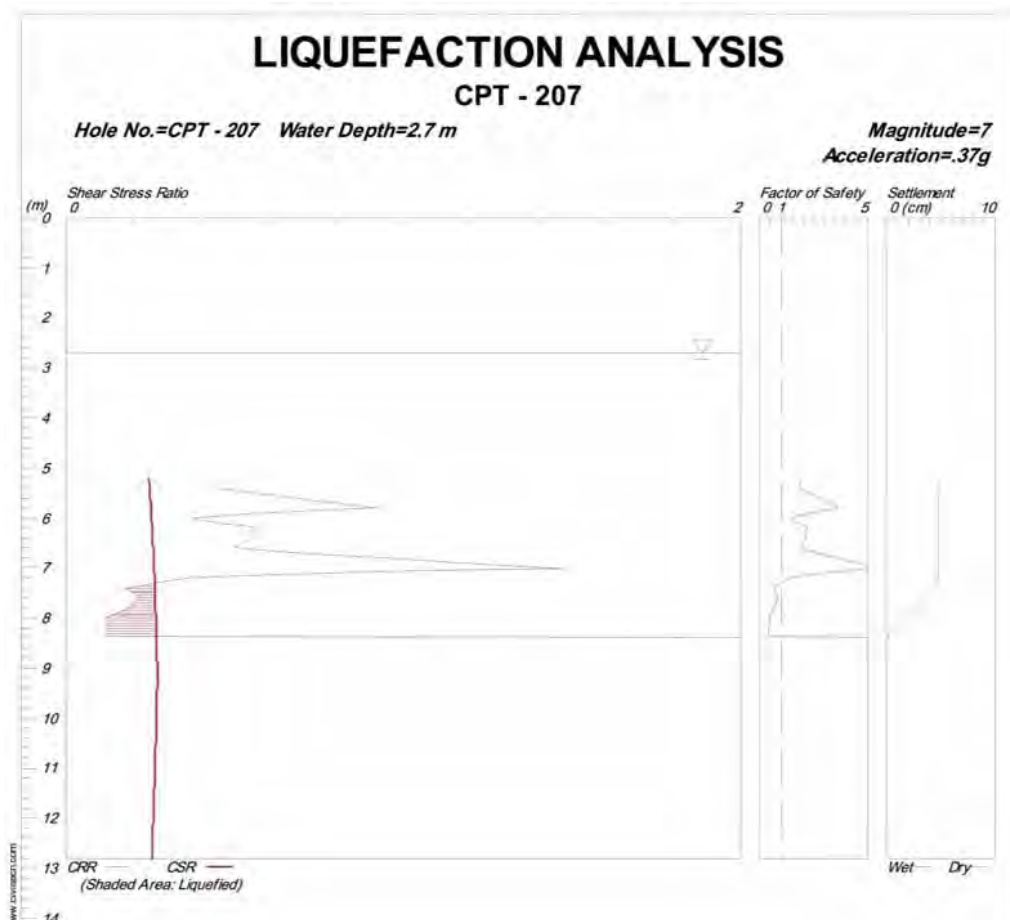 LIQUEFACTION ANALYSIS
CPT - 207
Hole No.=CPT - 207 Water Depth=2.7 m
Magnitude=7
Acceleration=.37g
Shear Stress Ratio
Factor of Safety
Settlement
(m)
0
2
0 1
5
0 (cm)
10
0
1
2
3
4
5
6
7
8
9
10
11
12
13
14
CRR
CSR
(Shaded Area: Liquefied)
Wet
Dry